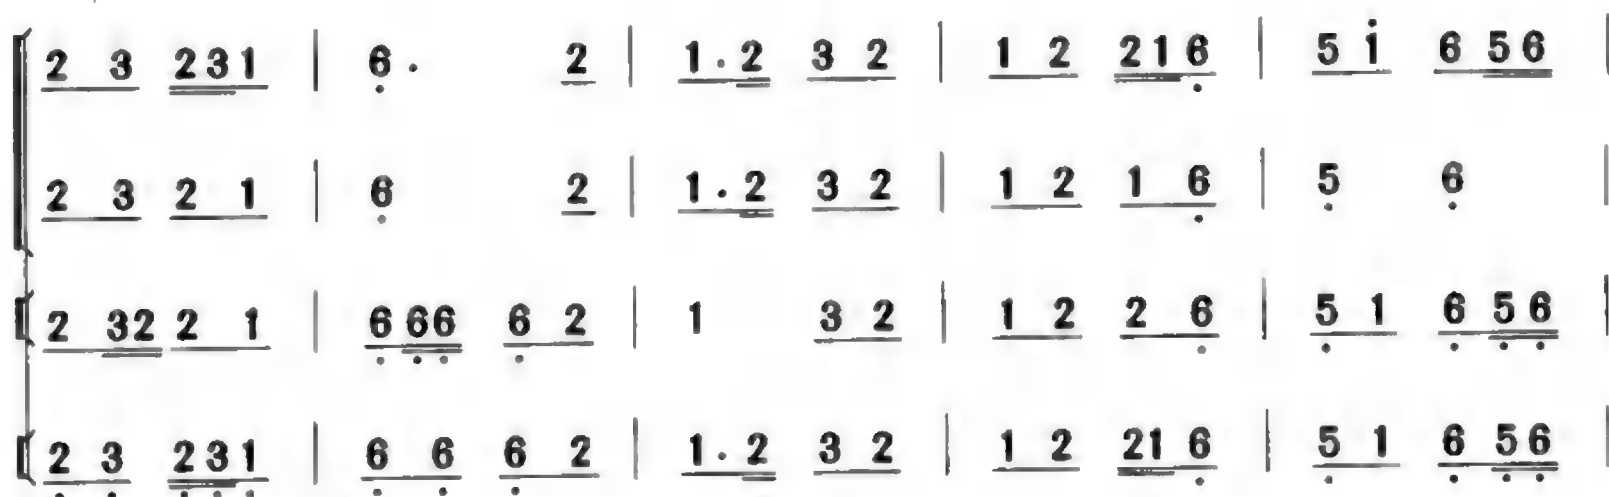 2 3 231 | 6. 2 | 1.2 3 2 | 1 2 216 | 5 i 6 56 |
2 3 2 1 | 6 2 | 1.2 3 2 | 1 2 1 6 | 5 6 |
2 32 2 1 | 6 66 6 2 | 1 3 2 | 1 2 2 6 | 5 1 6 56 |
2 3 231 | 6 6 6 2 | 1.2 3 2 | 1 2 21 6 | 5 1 6 56 |